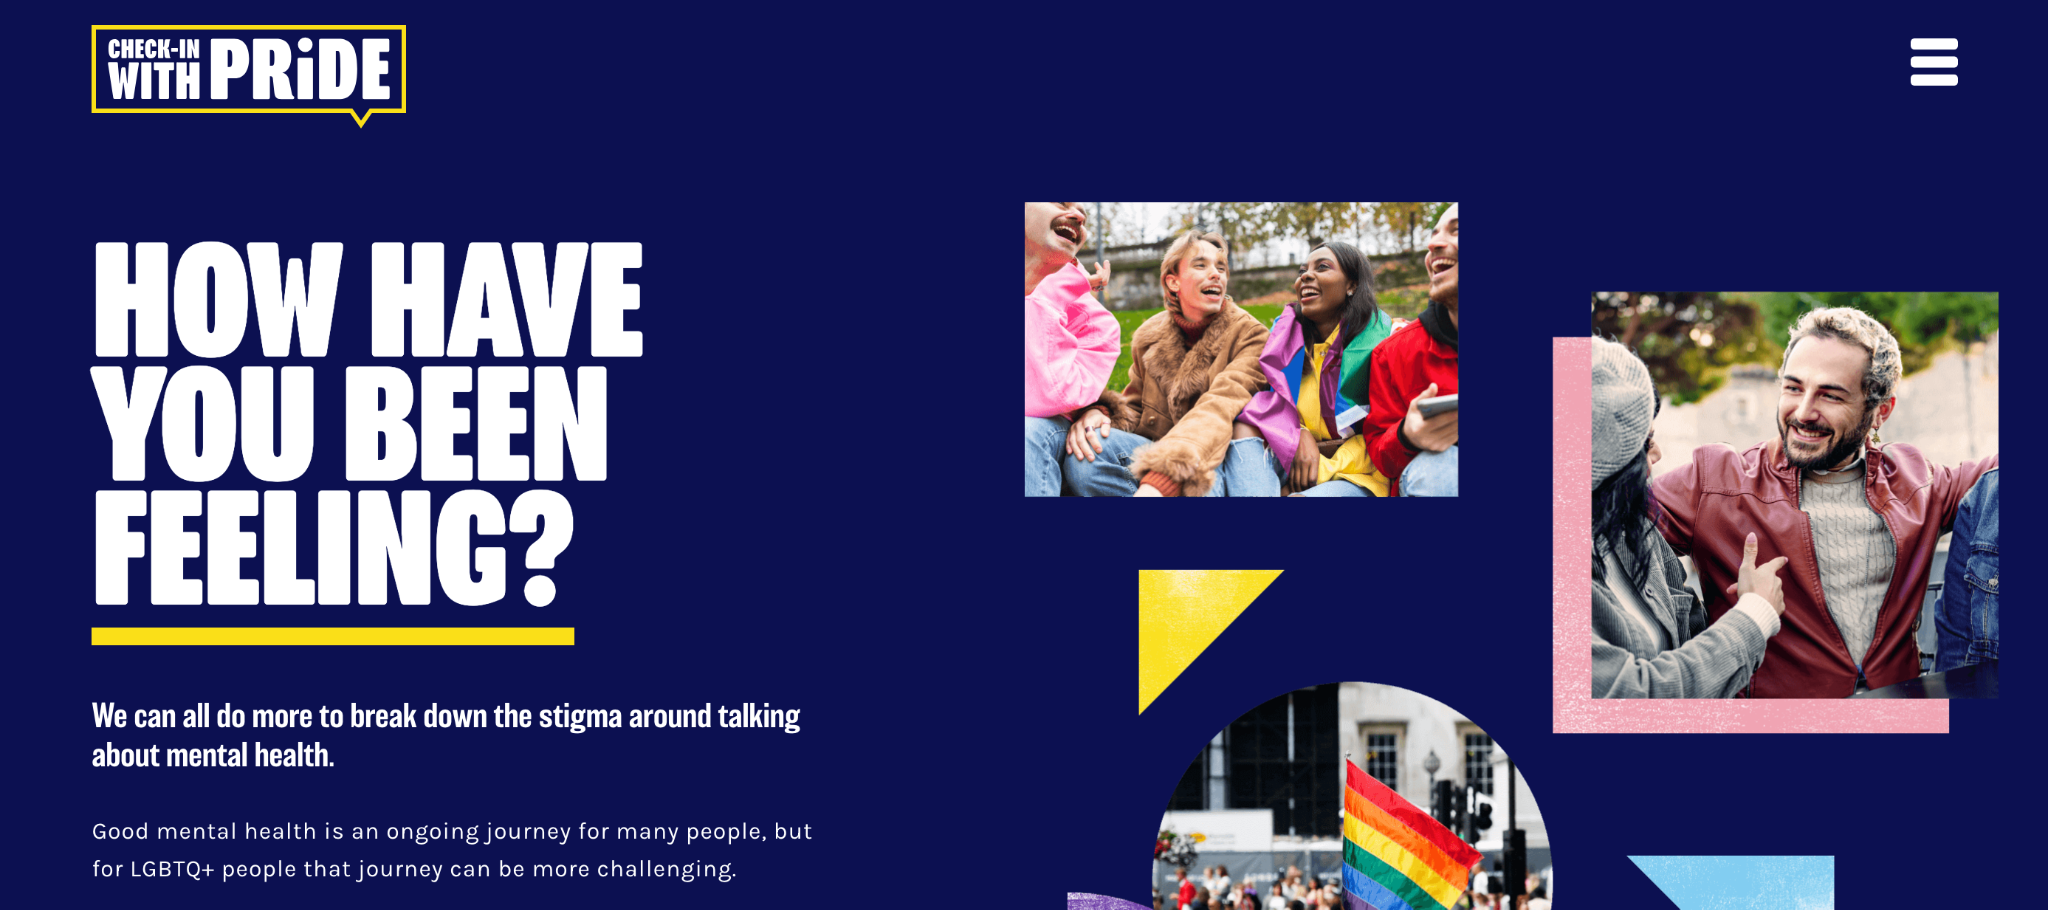 CHECK-IN
WITH PRiDE
HOW HAVE
YOU BEEN
FEELING?
We can all do more to break down the stigma around talking
about mental health.
Good mental health is an ongoing journey for many people, but
for LGBTQ+ people that journey can be more challenging.